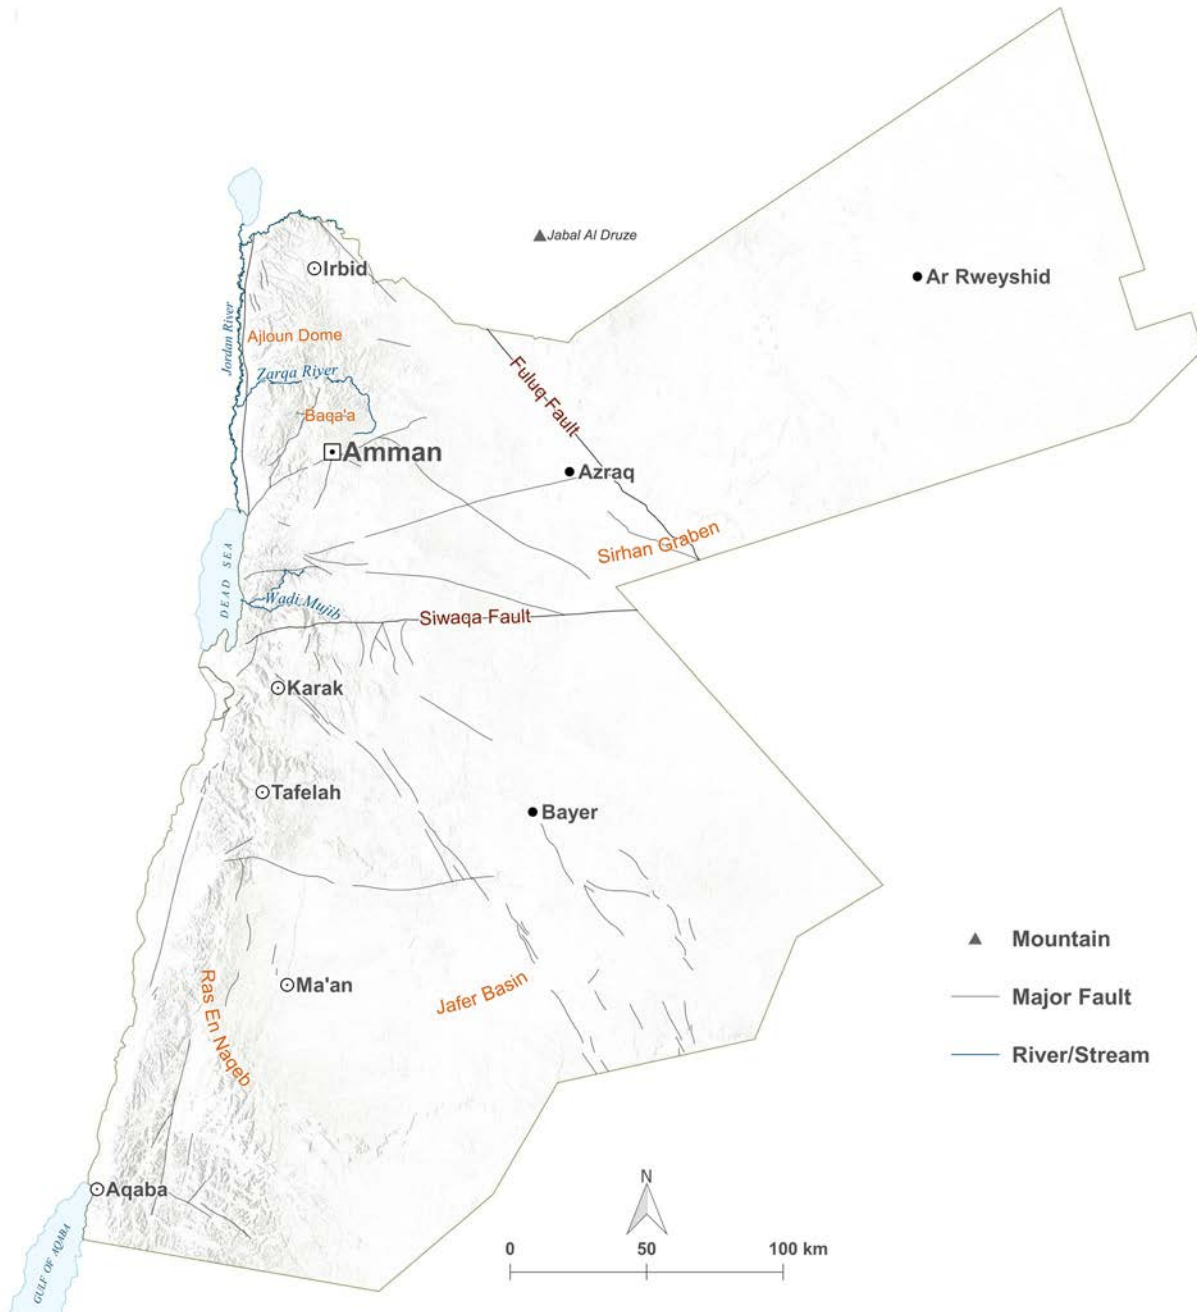 Jabal Al Druze
Irbid
Ar Rweyshid
Jordan River
Ajloun Dome
Zarqa River
Fuluq Fault
Baqa'a
Amman
Azraq
Sirhan Graben
DEAD SEA
Wadi Mujib
Siwaqa Fault
Karak
Tafelah
Bayer
Mountain
Ma'an
Jafer Basin
Major Fault
Ras En Naqeb
River/Stream
Aqaba
N
GULF OF AQABA
0 50 100 km